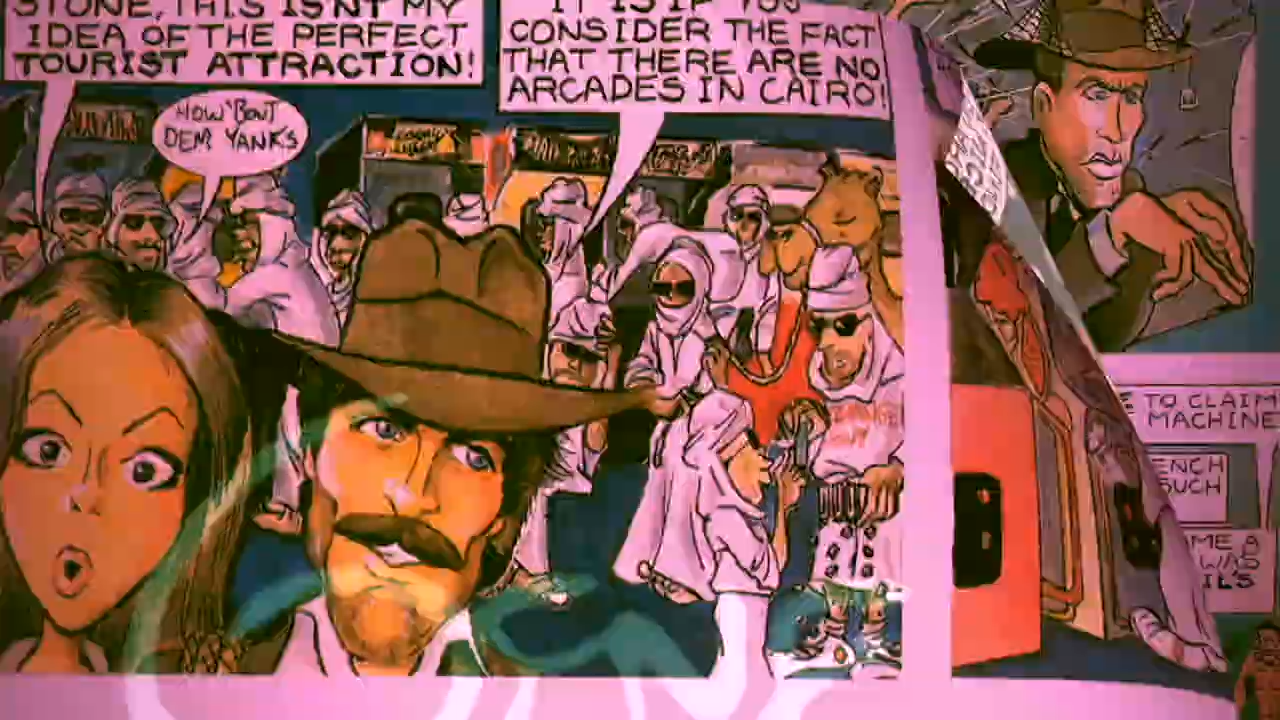 STONE, THIS ISN'T MY
IDEA OF THE PERFECT
TOURIST ATTRACTION!
HOW 'BOUT
DEM YANKS
IT IS IF YOU
CONSIDER THE FACT
THAT THERE ARE NO
ARCADES IN CAIRO!
TO CLAIM
MACHINE
ENCH
SUCH
ME A
WAS
IL'S